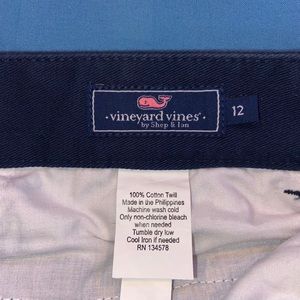 · vineyard vines ·
by Shep & Ian
12
100% Cotton Twill
Made in the Philippines
Machine wash cold
Only non-chlorine bleach
when needed
Tumble dry low
Cool Iron if needed
RN 134578